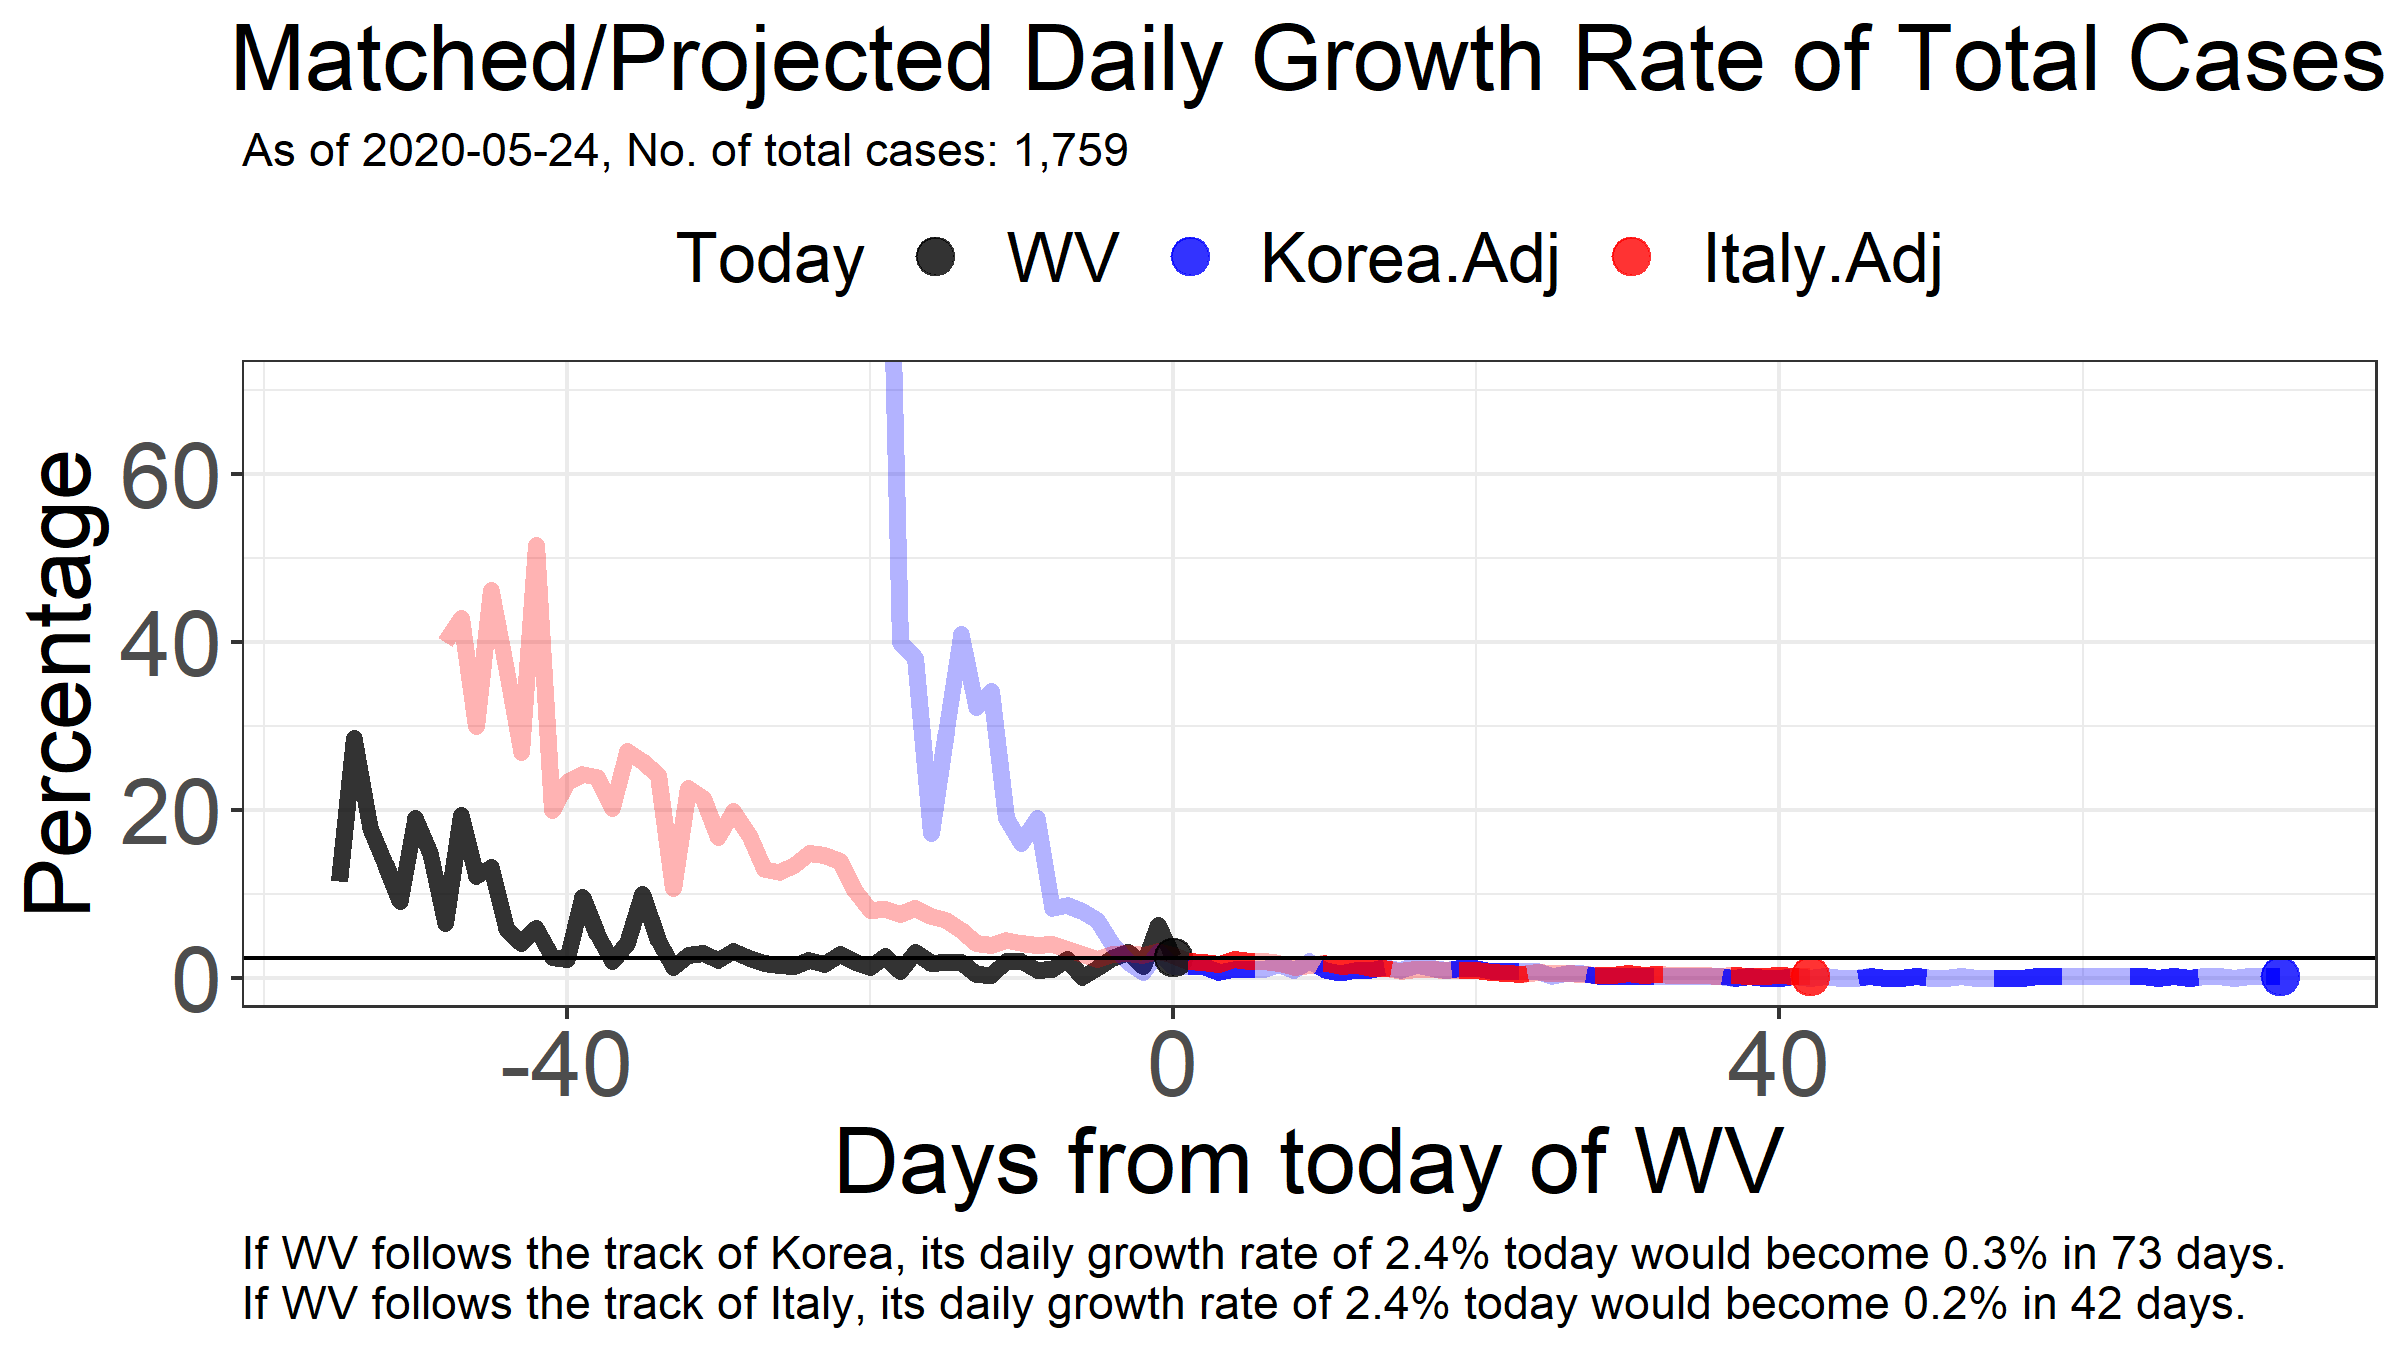 Matched/Projected Daily Growth Rate of Total Cases
As of 2020-05-24, No. of total cases: 1,759
Today WV Korea.Adj Italy.Adj
Percentage
60
40
20
0
-40 0 40
Days from today of WV
If WV follows the track of Korea, its daily growth rate of 2.4% today would become 0.3% in 73 days.
If WV follows the track of Italy, its daily growth rate of 2.4% today would become 0.2% in 42 days.